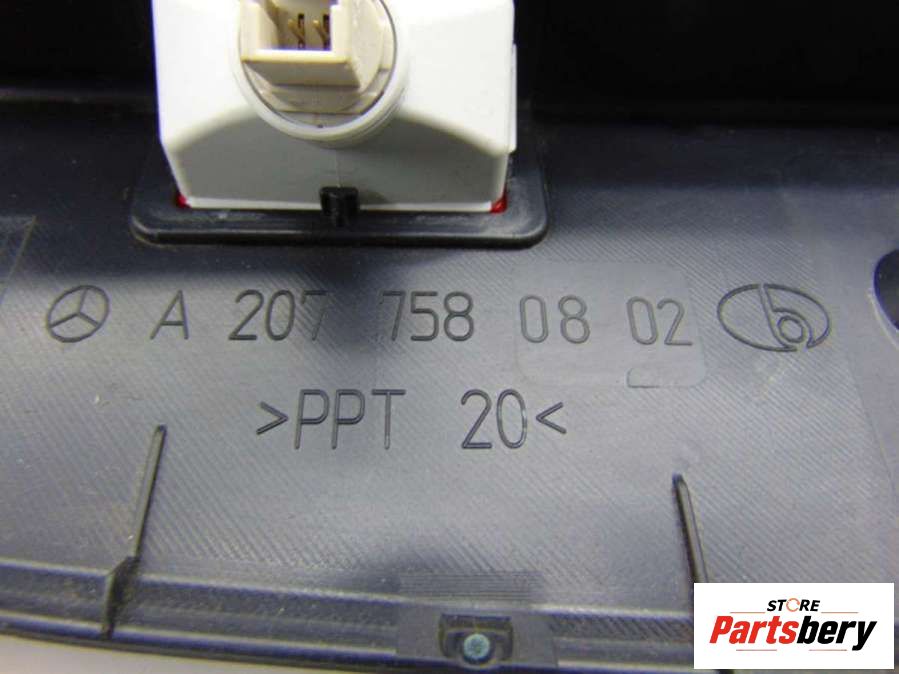 A 207 758 08 02
>PPT 20<
STORE
Partsbery